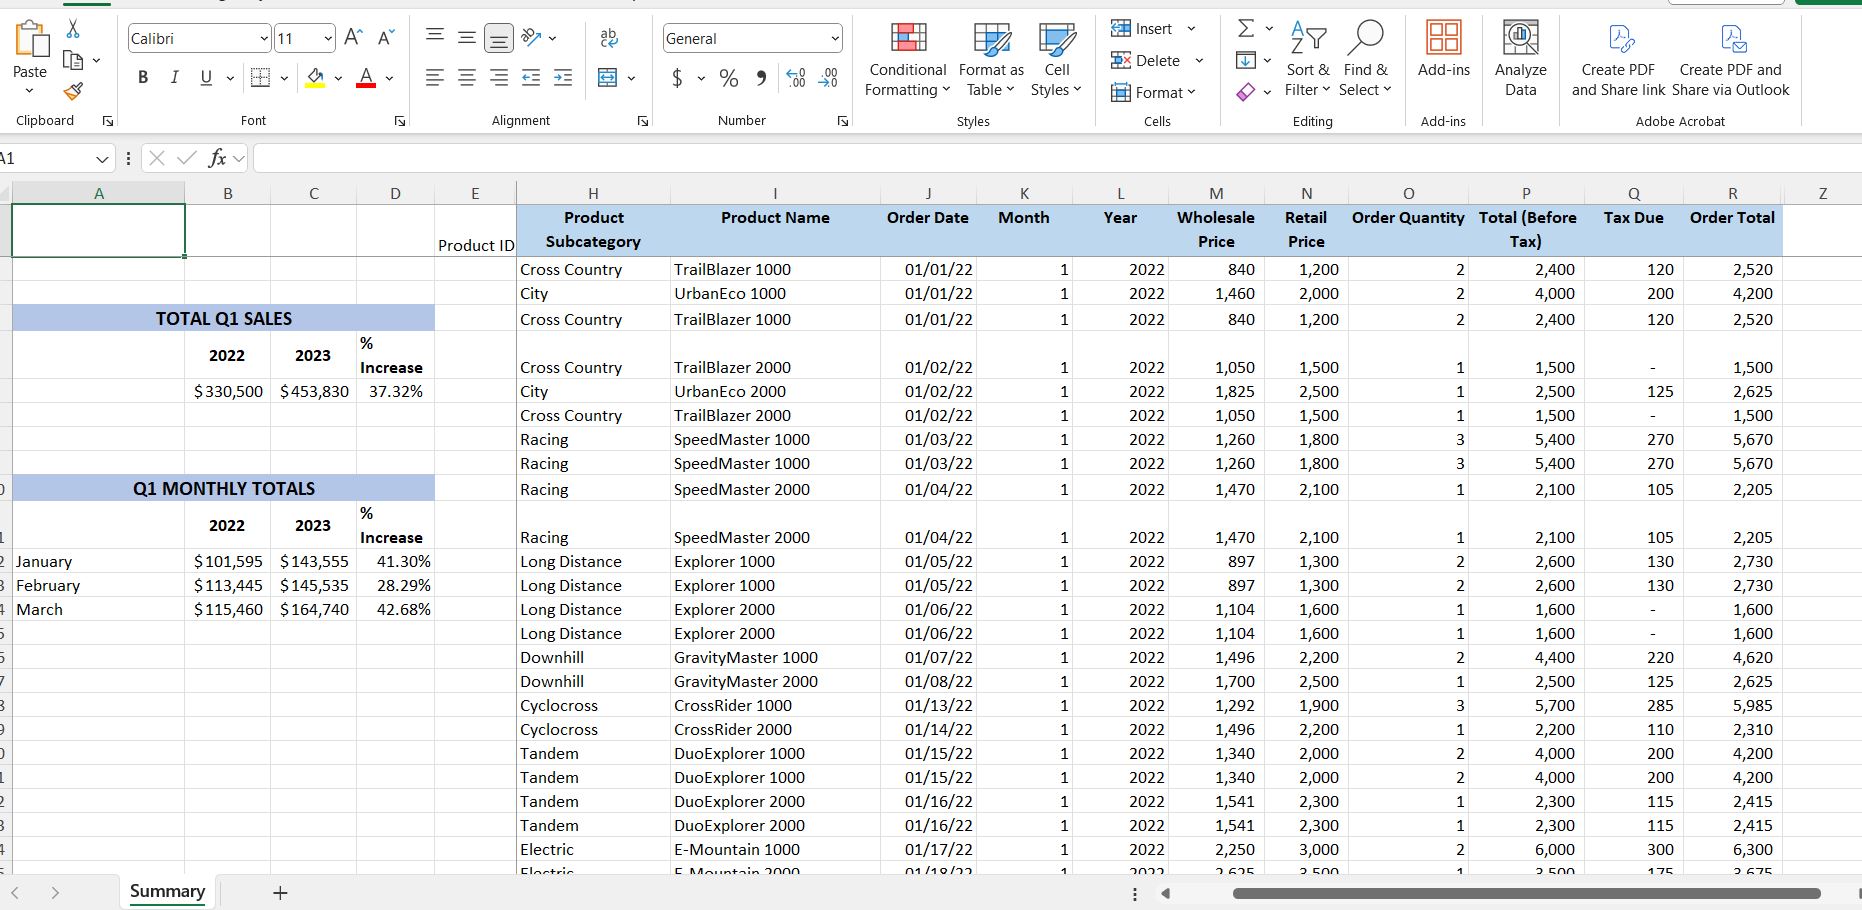 Calibri 11 General
Insert
Delete
Format
Paste
Conditional Formatting
Format as Table
Cell Styles
Sort & Filter
Find & Select
Add-ins
Analyze Data
Create PDF and Share link
Create PDF and Share via Outlook
Clipboard Font Alignment Number Styles Cells Editing Add-ins Adobe Acrobat
A1 fx
A B C D E H I J K L M N O P Q R Z
Product ID Product Subcategory Product Name Order Date Month Year Wholesale Price Retail Price Order Quantity Total (Before Tax) Tax Due Order Total
Cross Country TrailBlazer 1000 01/01/22 1 2022 840 1,200 2 2,400 120 2,520
City UrbanEco 1000 01/01/22 1 2022 1,460 2,000 2 4,000 200 4,200
TOTAL Q1 SALES Cross Country TrailBlazer 1000 01/01/22 1 2022 840 1,200 2 2,400 120 2,520
2022 2023 % Increase Cross Country TrailBlazer 2000 01/02/22 1 2022 1,050 1,500 1 1,500 - 1,500
$330,500 $453,830 37.32% City UrbanEco 2000 01/02/22 1 2022 1,825 2,500 1 2,500 125 2,625
Cross Country TrailBlazer 2000 01/02/22 1 2022 1,050 1,500 1 1,500 - 1,500
Racing SpeedMaster 1000 01/03/22 1 2022 1,260 1,800 3 5,400 270 5,670
Racing SpeedMaster 1000 01/03/22 1 2022 1,260 1,800 3 5,400 270 5,670
Q1 MONTHLY TOTALS Racing SpeedMaster 2000 01/04/22 1 2022 1,470 2,100 1 2,100 105 2,205
2022 2023 % Increase Racing SpeedMaster 2000 01/04/22 1 2022 1,470 2,100 1 2,100 105 2,205
January $101,595 $143,555 41.30% Long Distance Explorer 1000 01/05/22 1 2022 897 1,300 2 2,600 130 2,730
February $113,445 $145,535 28.29% Long Distance Explorer 1000 01/05/22 1 2022 897 1,300 2 2,600 130 2,730
March $115,460 $164,740 42.68% Long Distance Explorer 2000 01/06/22 1 2022 1,104 1,600 1 1,600 - 1,600
Long Distance Explorer 2000 01/06/22 1 2022 1,104 1,600 1 1,600 - 1,600
Downhill GravityMaster 1000 01/07/22 1 2022 1,496 2,200 2 4,400 220 4,620
Downhill GravityMaster 2000 01/08/22 1 2022 1,700 2,500 1 2,500 125 2,625
Cyclocross CrossRider 1000 01/13/22 1 2022 1,292 1,900 3 5,700 285 5,985
Cyclocross CrossRider 2000 01/14/22 1 2022 1,496 2,200 1 2,200 110 2,310
Tandem DuoExplorer 1000 01/15/22 1 2022 1,340 2,000 2 4,000 200 4,200
Tandem DuoExplorer 1000 01/15/22 1 2022 1,340 2,000 2 4,000 200 4,200
Tandem DuoExplorer 2000 01/16/22 1 2022 1,541 2,300 1 2,300 115 2,415
Tandem DuoExplorer 2000 01/16/22 1 2022 1,541 2,300 1 2,300 115 2,415
Electric E-Mountain 1000 01/17/22 1 2022 2,250 3,000 2 6,000 300 6,300
Electric E-Mountain 2000 01/18/22 1 2022 2,625 3,500 1 3,500 175 3,675
Summary